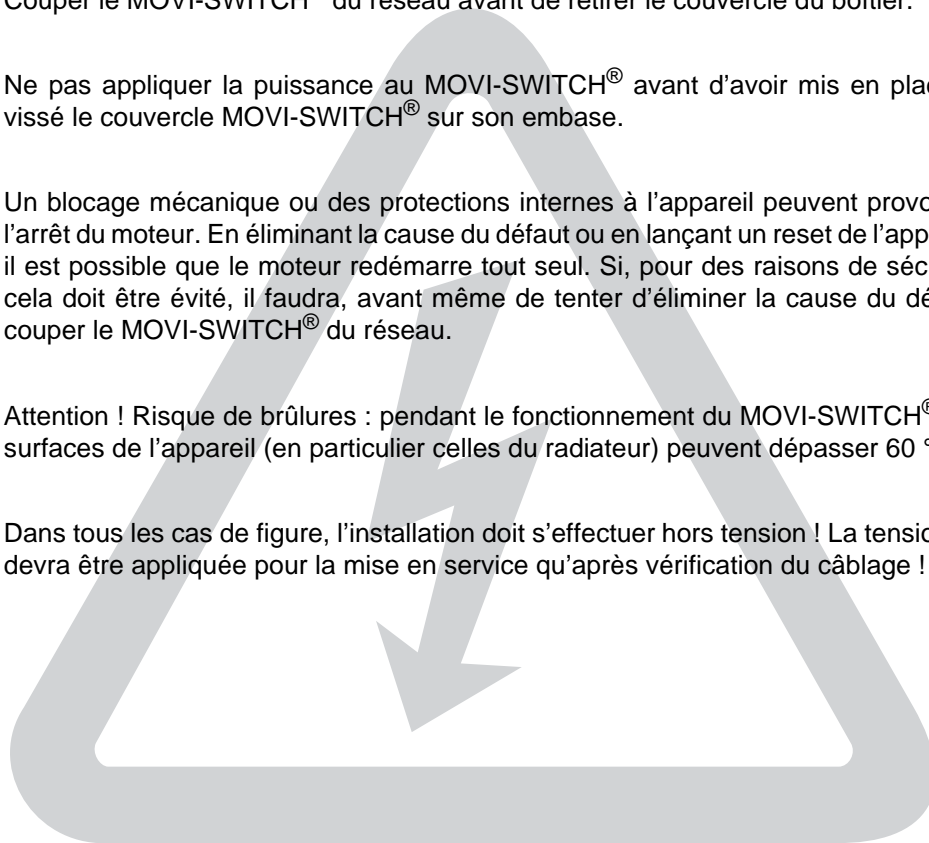 Couper le MOVI-SWITCH® du réseau avant de retirer le couvercle du boîtier.
Ne pas appliquer la puissance au MOVI-SWITCH® avant d'avoir mis en
vissé le couvercle MOVI-SWITCH® sur son embase.
Un blocage mécanique ou des protections internes à l'appareil peuvent
l'arrêt du moteur. En éliminant la cause du défaut ou en lançant un reset de
il est possible que le moteur redémarre tout seul. Si, pour des raisons de
cela doit être évité, il faudra, avant même de tenter d'éliminer la cause du
couper le MOVI-SWITCH® du réseau.
Attention ! Risque de brûlures : pendant le fonctionnement du MOVI-SWITCH®
surfaces de l'appareil (en particulier celles du radiateur) peuvent dépasser 60 °
Dans tous les cas de figure, l'installation doit s'effectuer hors tension ! La
devra être appliquée pour la mise en service qu'après vérification du câblage !